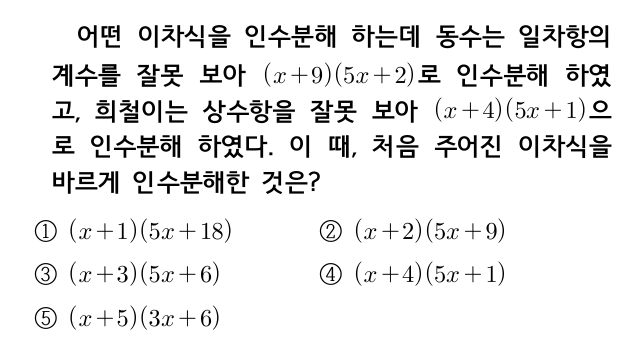 어떤 이차식을 인수분해 하는데 동수는 일차항의
계수를 잘못 보아 (x+9)(5x+2)로 인수분해 하였
고, 희철이는 상수항을 잘못 보아 (x+4)(5x+1)으
로 인수분해 하였다. 이 때, 처음 주어진 이차식을
바르게 인수분해한 것은?
① (x+1)(5x+18) ② (x+2)(5x+9)
③ (x+3)(5x+6) ④ (x+4)(5x+1)
⑤ (x+5)(3x+6)